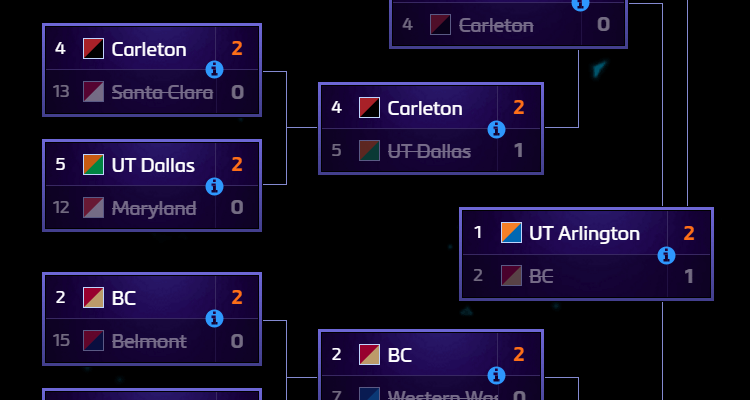 4 Carleton 0
4 Carleton 2
13 Santa Clara 0
4 Carleton 2
5 UT Dallas 1
5 UT Dallas 2
12 Maryland 0
1 UT Arlington 2
2 BC 1
2 BC 2
15 Belmont 0
2 BC 2
7 Western 0